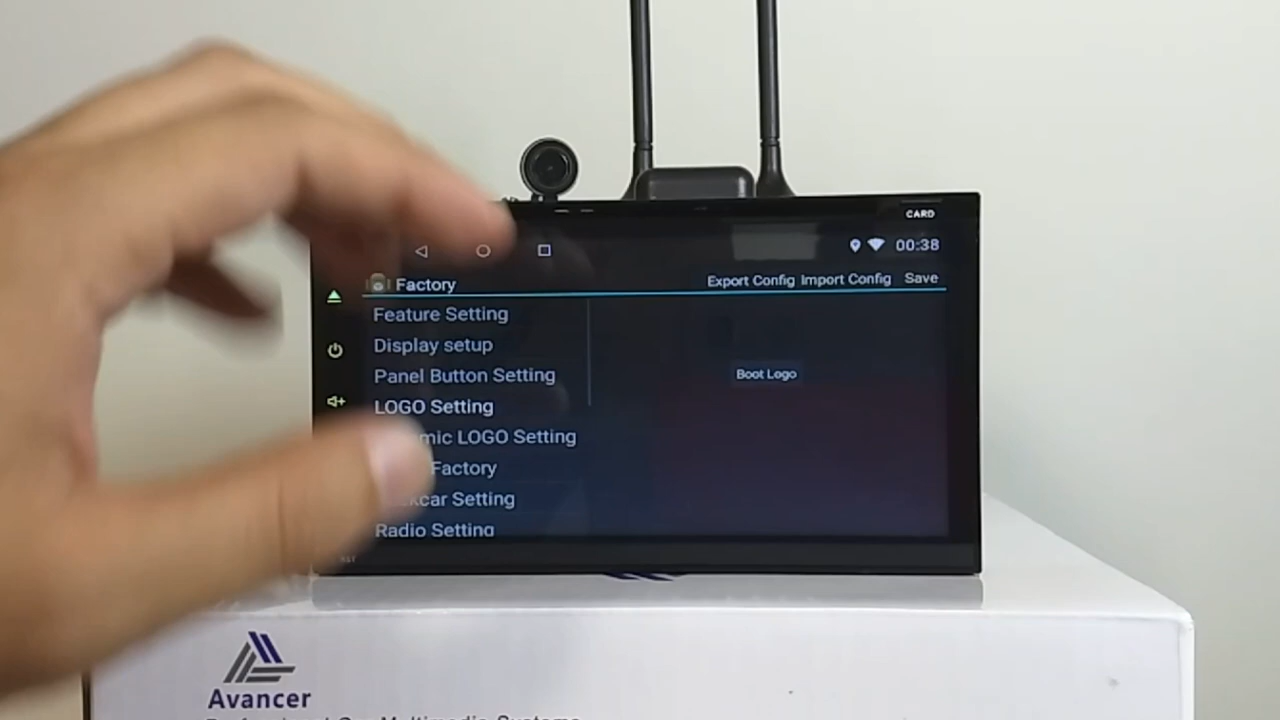 CARD
00:38
Factory
Export Config Import Config Save
Feature Setting
Display setup
Panel Button Setting
Boot Logo
LOGO Setting
LOGO Setting
Factory
Setting
Radio Setting
Avancer